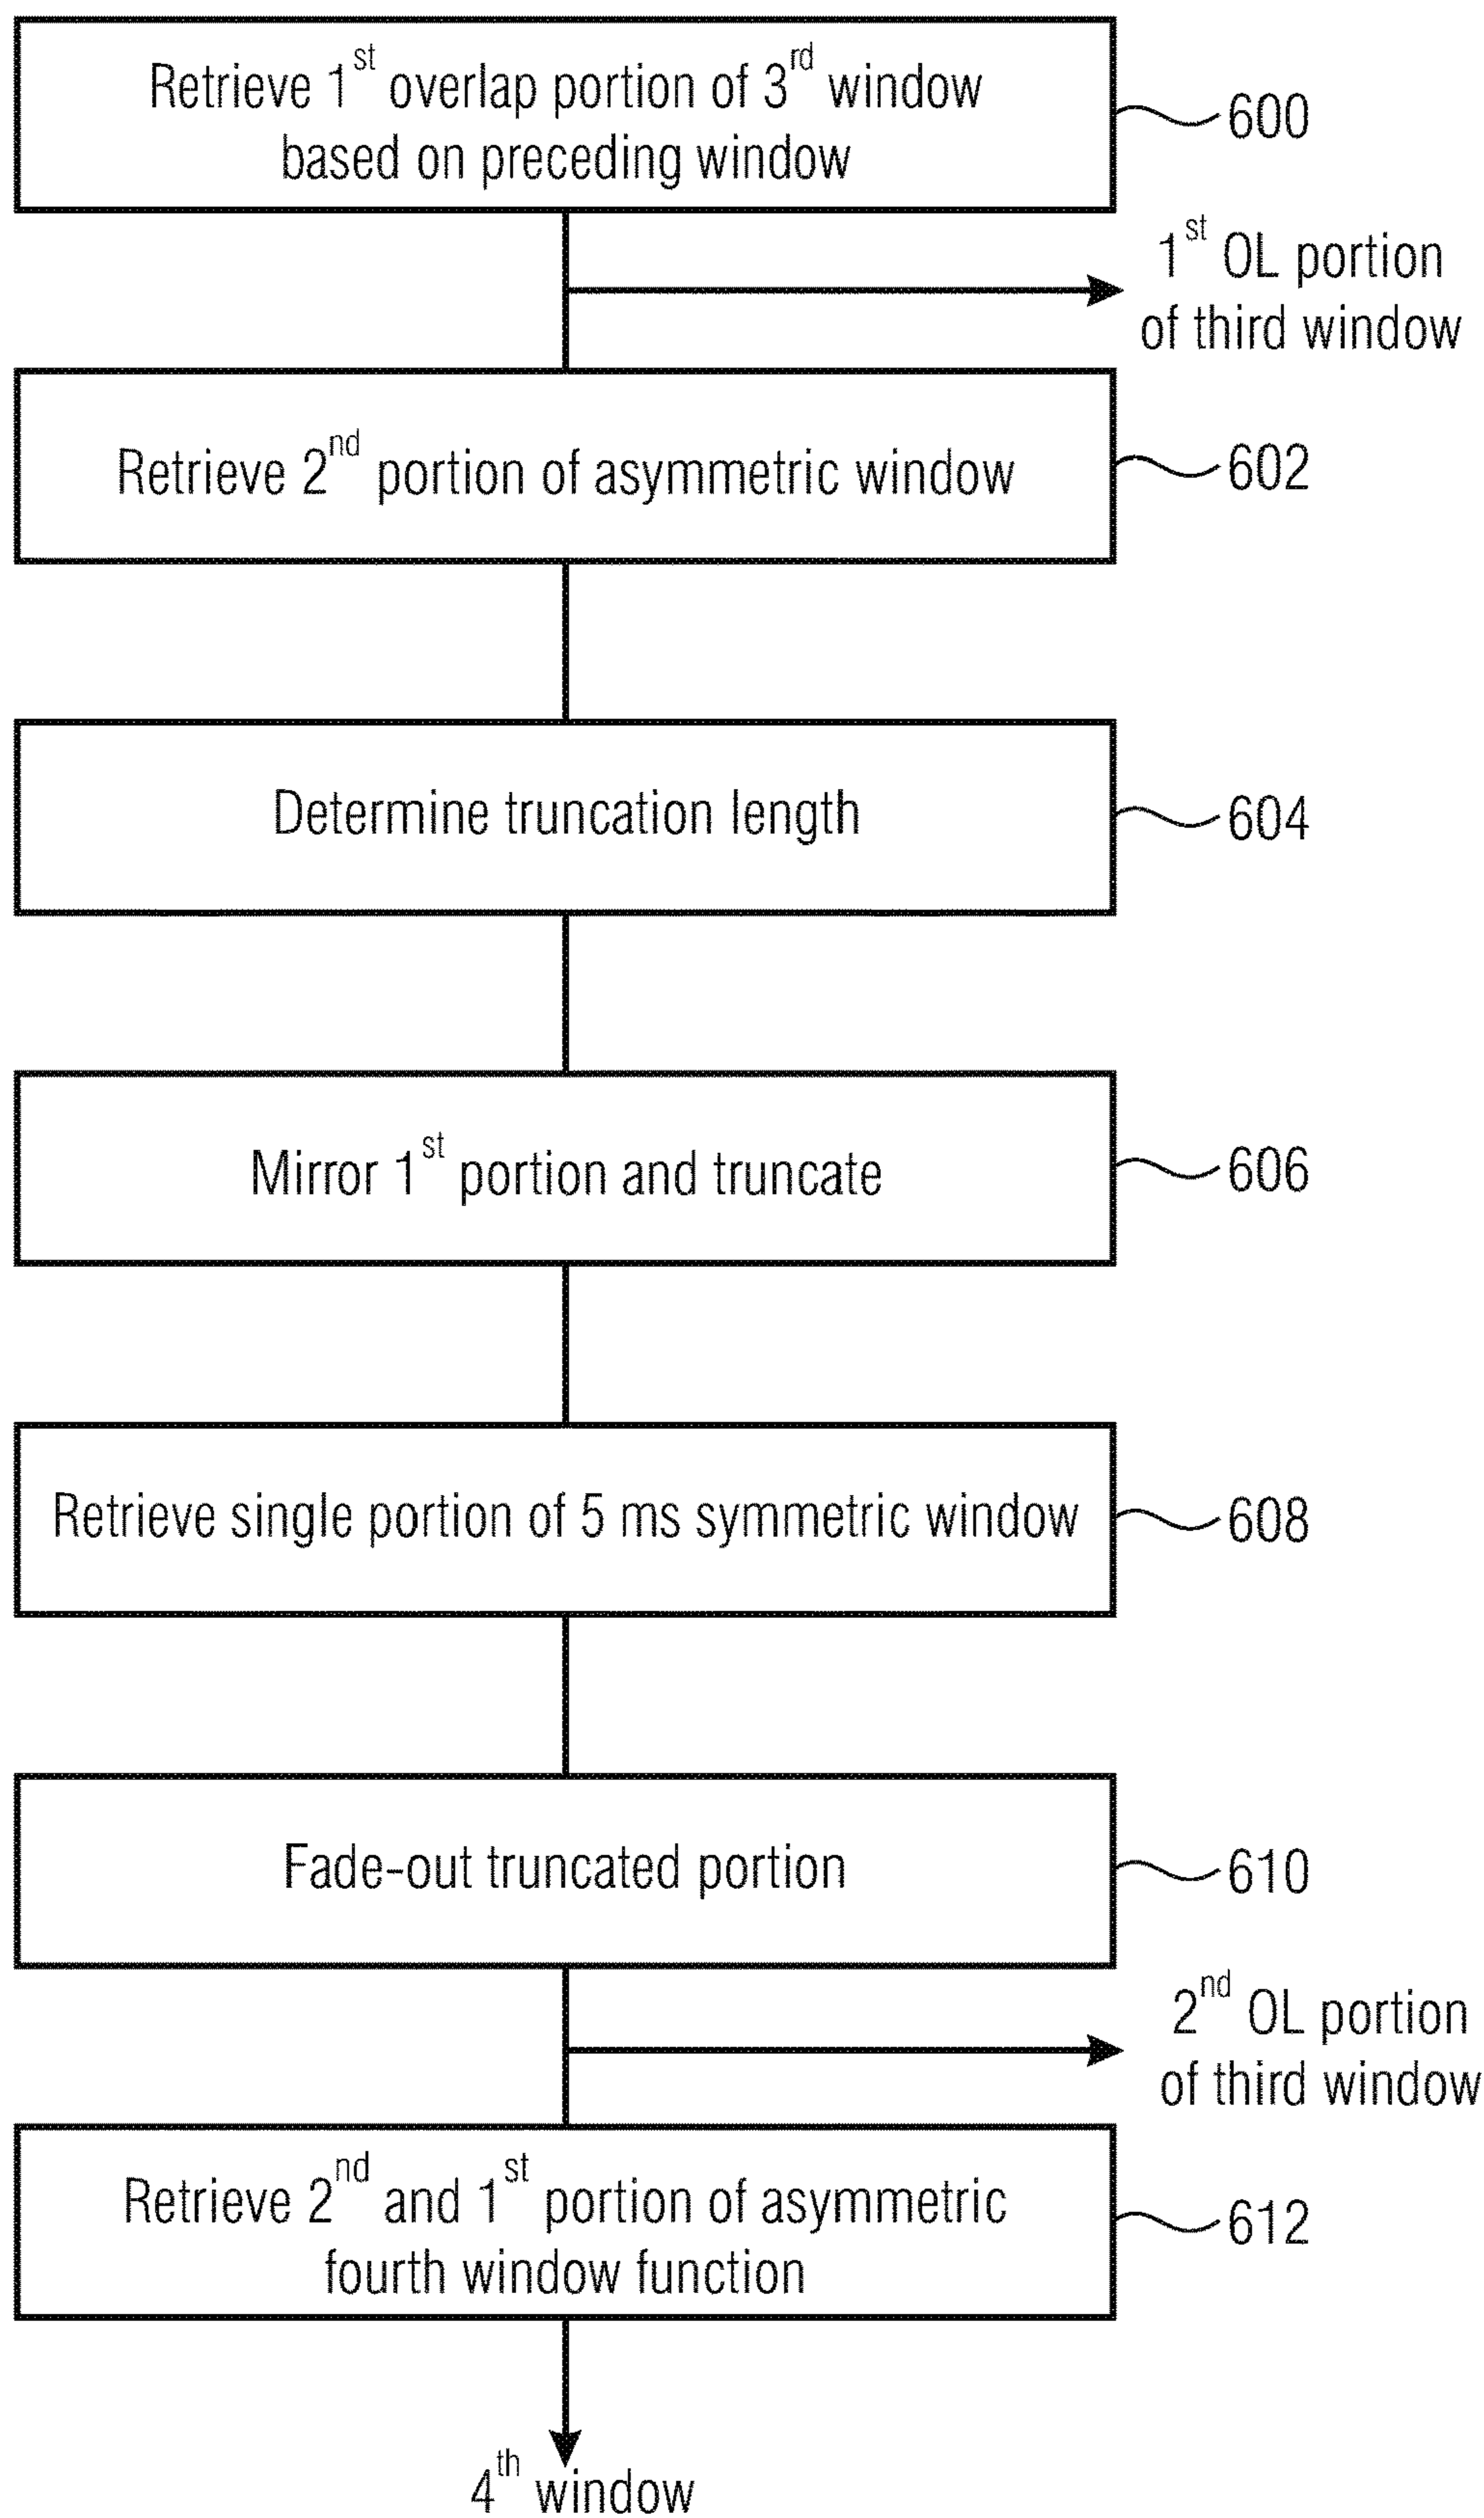 Retrieve 1st overlap portion of 3rd window
based on preceding window
600
1st OL portion
of third window
Retrieve 2nd portion of asymmetric window
602
Determine truncation length
604
Mirror 1st portion and truncate
606
Retrieve single portion of 5 ms symmetric window
608
Fade-out truncated portion
610
2nd OL portion
of third window
Retrieve 2nd and 1st portion of asymmetric
fourth window function
612
4th window